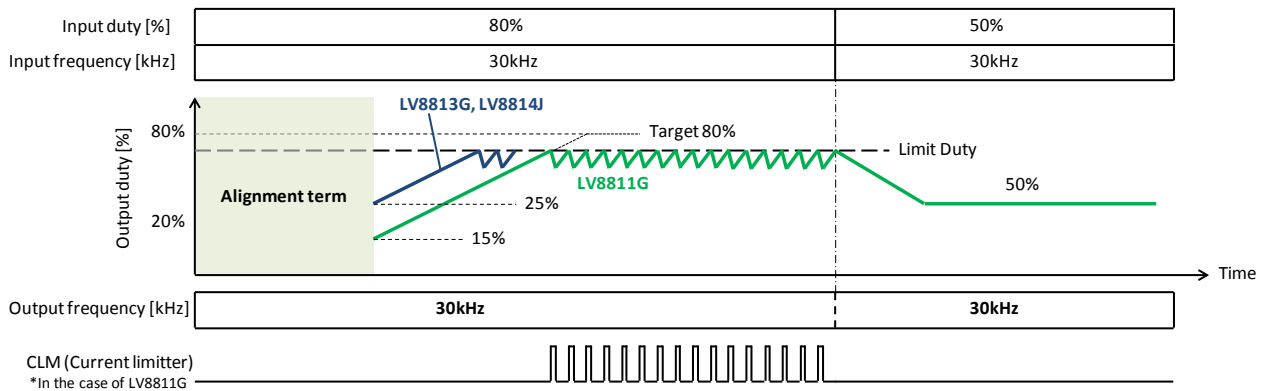 Input duty [%] 80% 50%
Input frequency [kHz] 30kHz 30kHz
LV8813G, LV8814J
80% Target 80%
Limit Duty
Output duty [%]
LV8811G
Alignment term 50%
25%
20%
15%
Time
Output frequency [kHz] 30kHz 30kHz
CLM (Current limitter)
*In the case of LV8811G